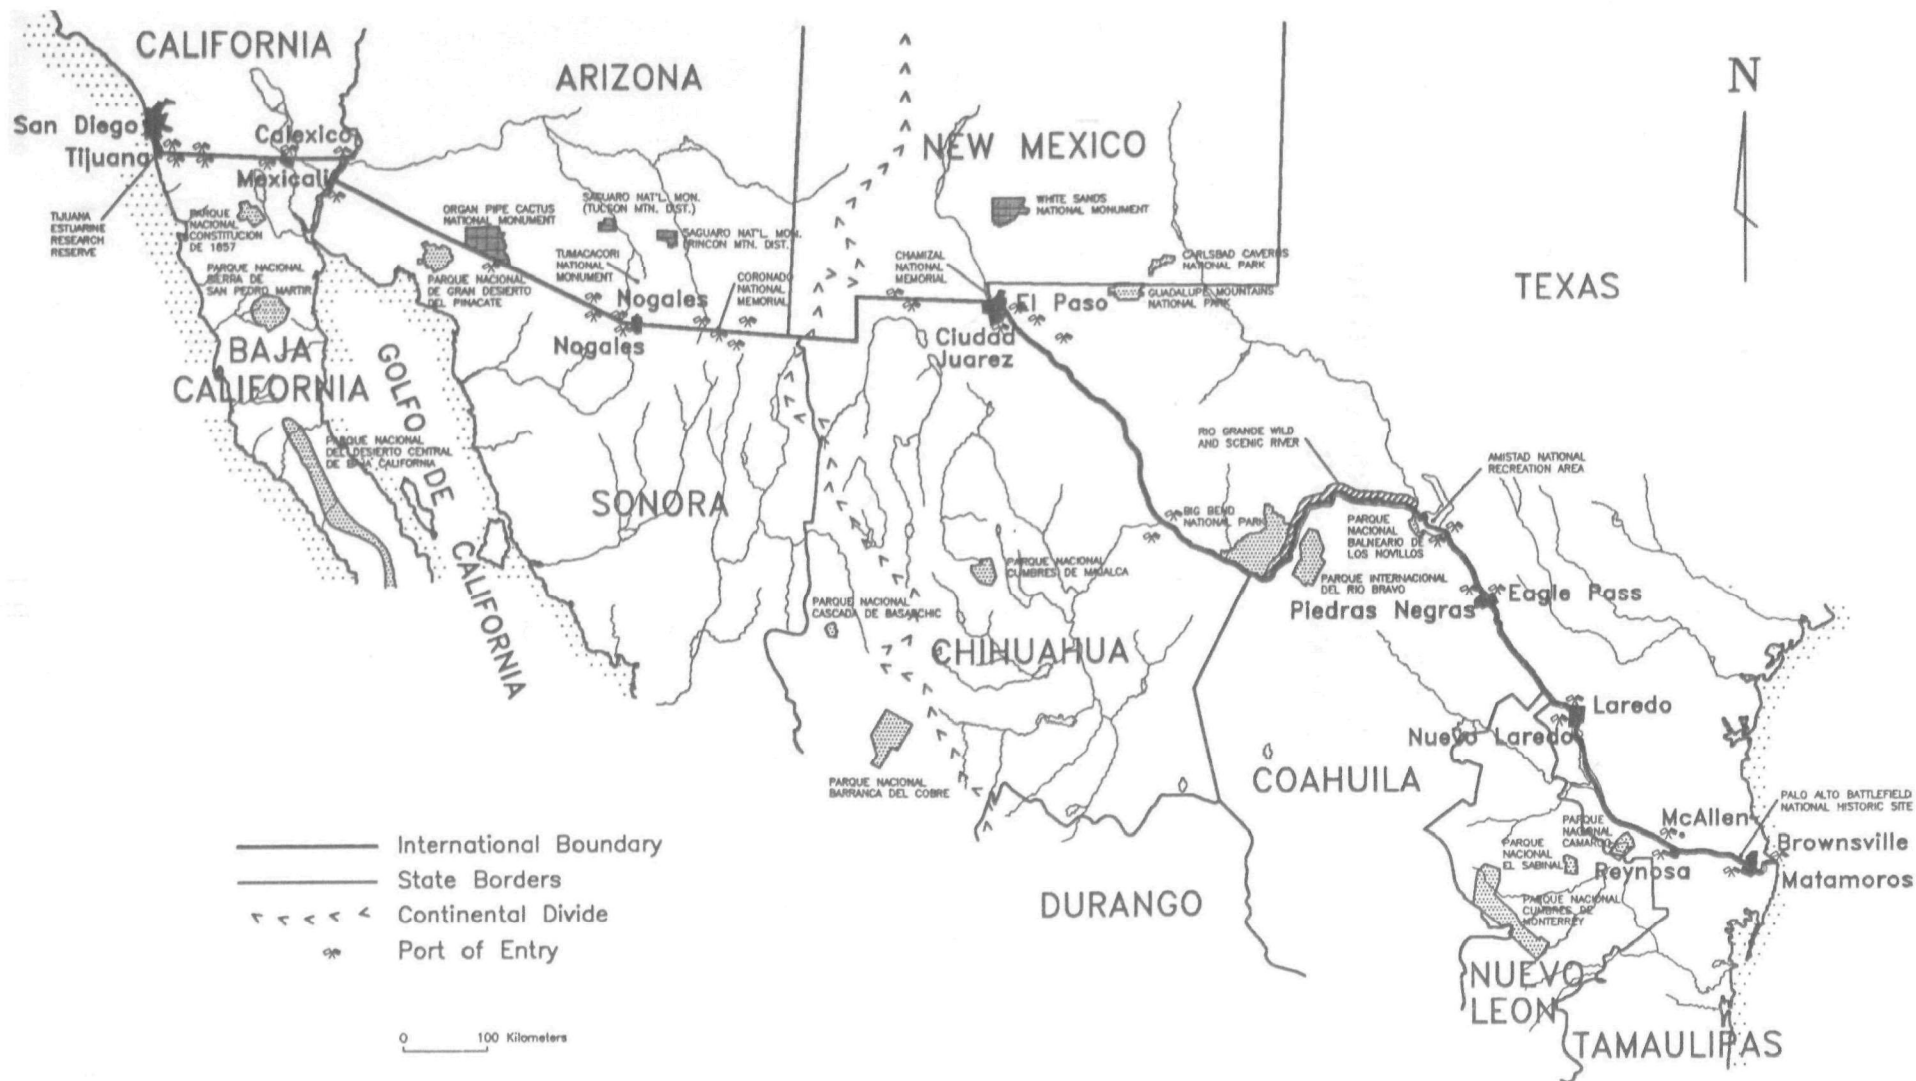 CALIFORNIA
ARIZONA
NEW MEXICO
TEXAS
N
San Diego
Tijuana
Calexico
Mexicali
TIJUANA
ESTUARINE
RESEARCH
RESERVE
PARQUE
NACIONAL
CONSTITUCION
DE 1857
PARQUE NACIONAL
SIERRA DE
SAN PEDRO MARTIR
BAJA
CALIFORNIA
ORGAN PIPE CACTUS
NATIONAL MONUMENT
PARQUE NACIONAL
DE GRAN DESIERTO
DEL PINACATE
SAGUARO NAT'L. MON.
(TUCSON MTN. DIST.)
SAGUARO NAT'L. MON.
(RINCON MTN. DIST.)
TUMACACORI
NATIONAL
MONUMENT
CORONADO
NATIONAL
MEMORIAL
Nogales
Nogales
CHAMIZAL
NATIONAL
MEMORIAL
WHITE SANDS
NATIONAL MONUMENT
CARLSBAD CAVERNS
NATIONAL PARK
GUADALUPE MOUNTAINS
NATIONAL PARK
El Paso
Ciudad
Juarez
GOLFO DE CALIFORNIA
PARQUE NACIONAL
DEL DESIERTO CENTRAL
DE BAJA CALIFORNIA
SONORA
RIO GRANDE WILD
AND SCENIC RIVER
AMISTAD NATIONAL
RECREATION AREA
BIG BEND
NATIONAL PARK
PARQUE
NACIONAL
BALNEARIO DE
LOS NOVILLOS
PARQUE INTERNACIONAL
DEL RIO BRAVO
PARQUE NACIONAL
CUMBRES DE MAJALCA
PARQUE NACIONAL
CASCADA DE BASARCHIC
CHIHUAHUA
Piedras Negras
Eagle Pass
Laredo
Nuevo Laredo
COAHUILA
PARQUE NACIONAL
BARRANCA DEL COBRE
PALO ALTO BATTLEFIELD
NATIONAL HISTORIC SITE
McAllen
PARQUE
NACIONAL
CAMARGO
PARQUE
NACIONAL
EL SABINAL
Reynosa
Brownsville
Matamoros
PARQUE NACIONAL
CUMBRES DE
MONTERREY
DURANGO
NUEVO
LEON
TAMAULIPAS
International Boundary
State Borders
Continental Divide
Port of Entry
0 100 Kilometers